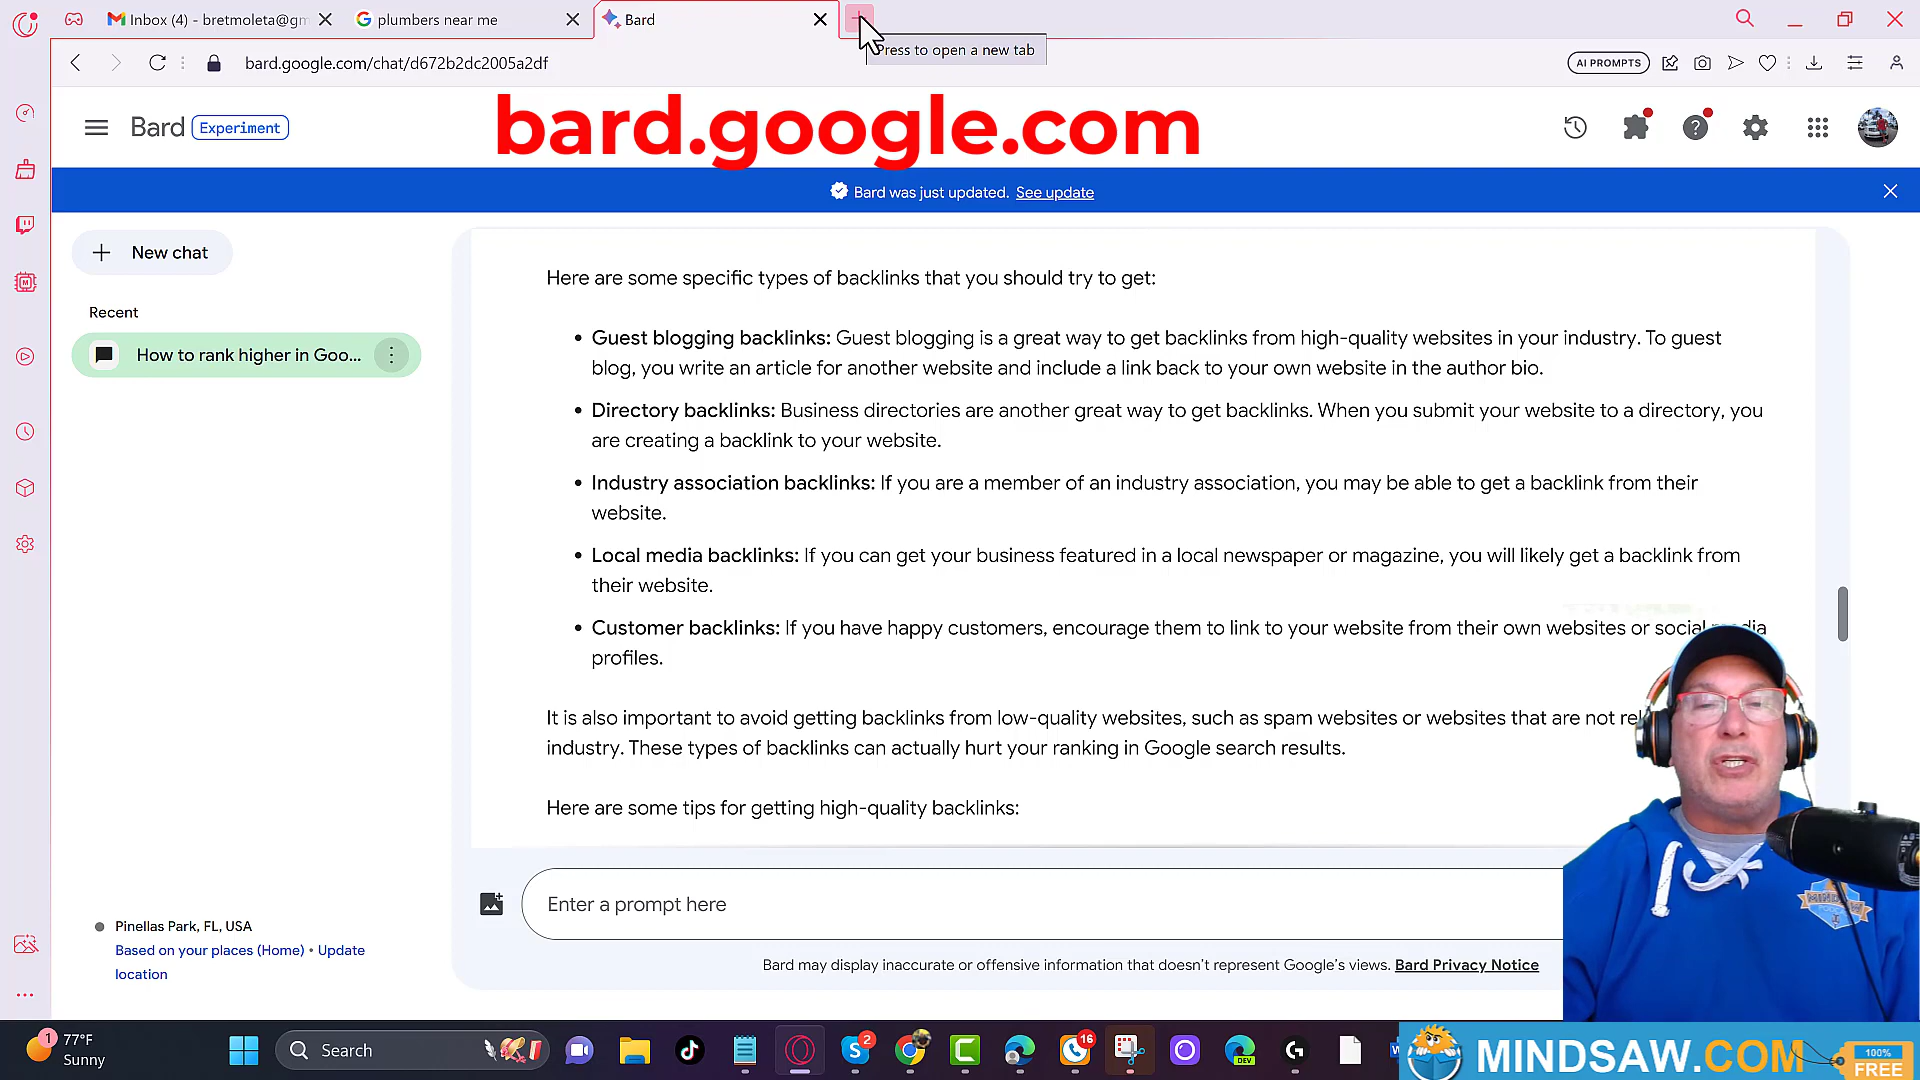 Inbox (4) - bretmoleta@gm
plumbers near me
Bard
Press to open a new tab
bard.google.com/chat/d672b2dc2005a2df
AI PROMPTS
Bard Experiment
bard.google.com
Bard was just updated. See update
New chat
Recent
How to rank higher in Goo...
Here are some specific types of backlinks that you should try to get:
• Guest blogging backlinks: Guest blogging is a great way to get backlinks from high-quality websites in your industry. To guest
blog, you write an article for another website and include a link back to your own website in the author bio.
• Directory backlinks: Business directories are another great way to get backlinks. When you submit your website to a directory, you
are creating a backlink to your website.
• Industry association backlinks: If you are a member of an industry association, you may be able to get a backlink from their
website.
• Local media backlinks: If you can get your business featured in a local newspaper or magazine, you will likely get a backlink from
their website.
• Customer backlinks: If you have happy customers, encourage them to link to your website from their own websites or social media
profiles.
It is also important to avoid getting backlinks from low-quality websites, such as spam websites or websites that are not
industry. These types of backlinks can actually hurt your ranking in Google search results.
Here are some tips for getting high-quality backlinks:
Enter a prompt here
Pinellas Park, FL, USA
Based on your places (Home) • Update
location
Bard may display inaccurate or offensive information that doesn't represent Google's views. Bard Privacy Notice
1
77°F
Sunny
Search
2
DEV
16
MINDSAW.COM
100%
FREE